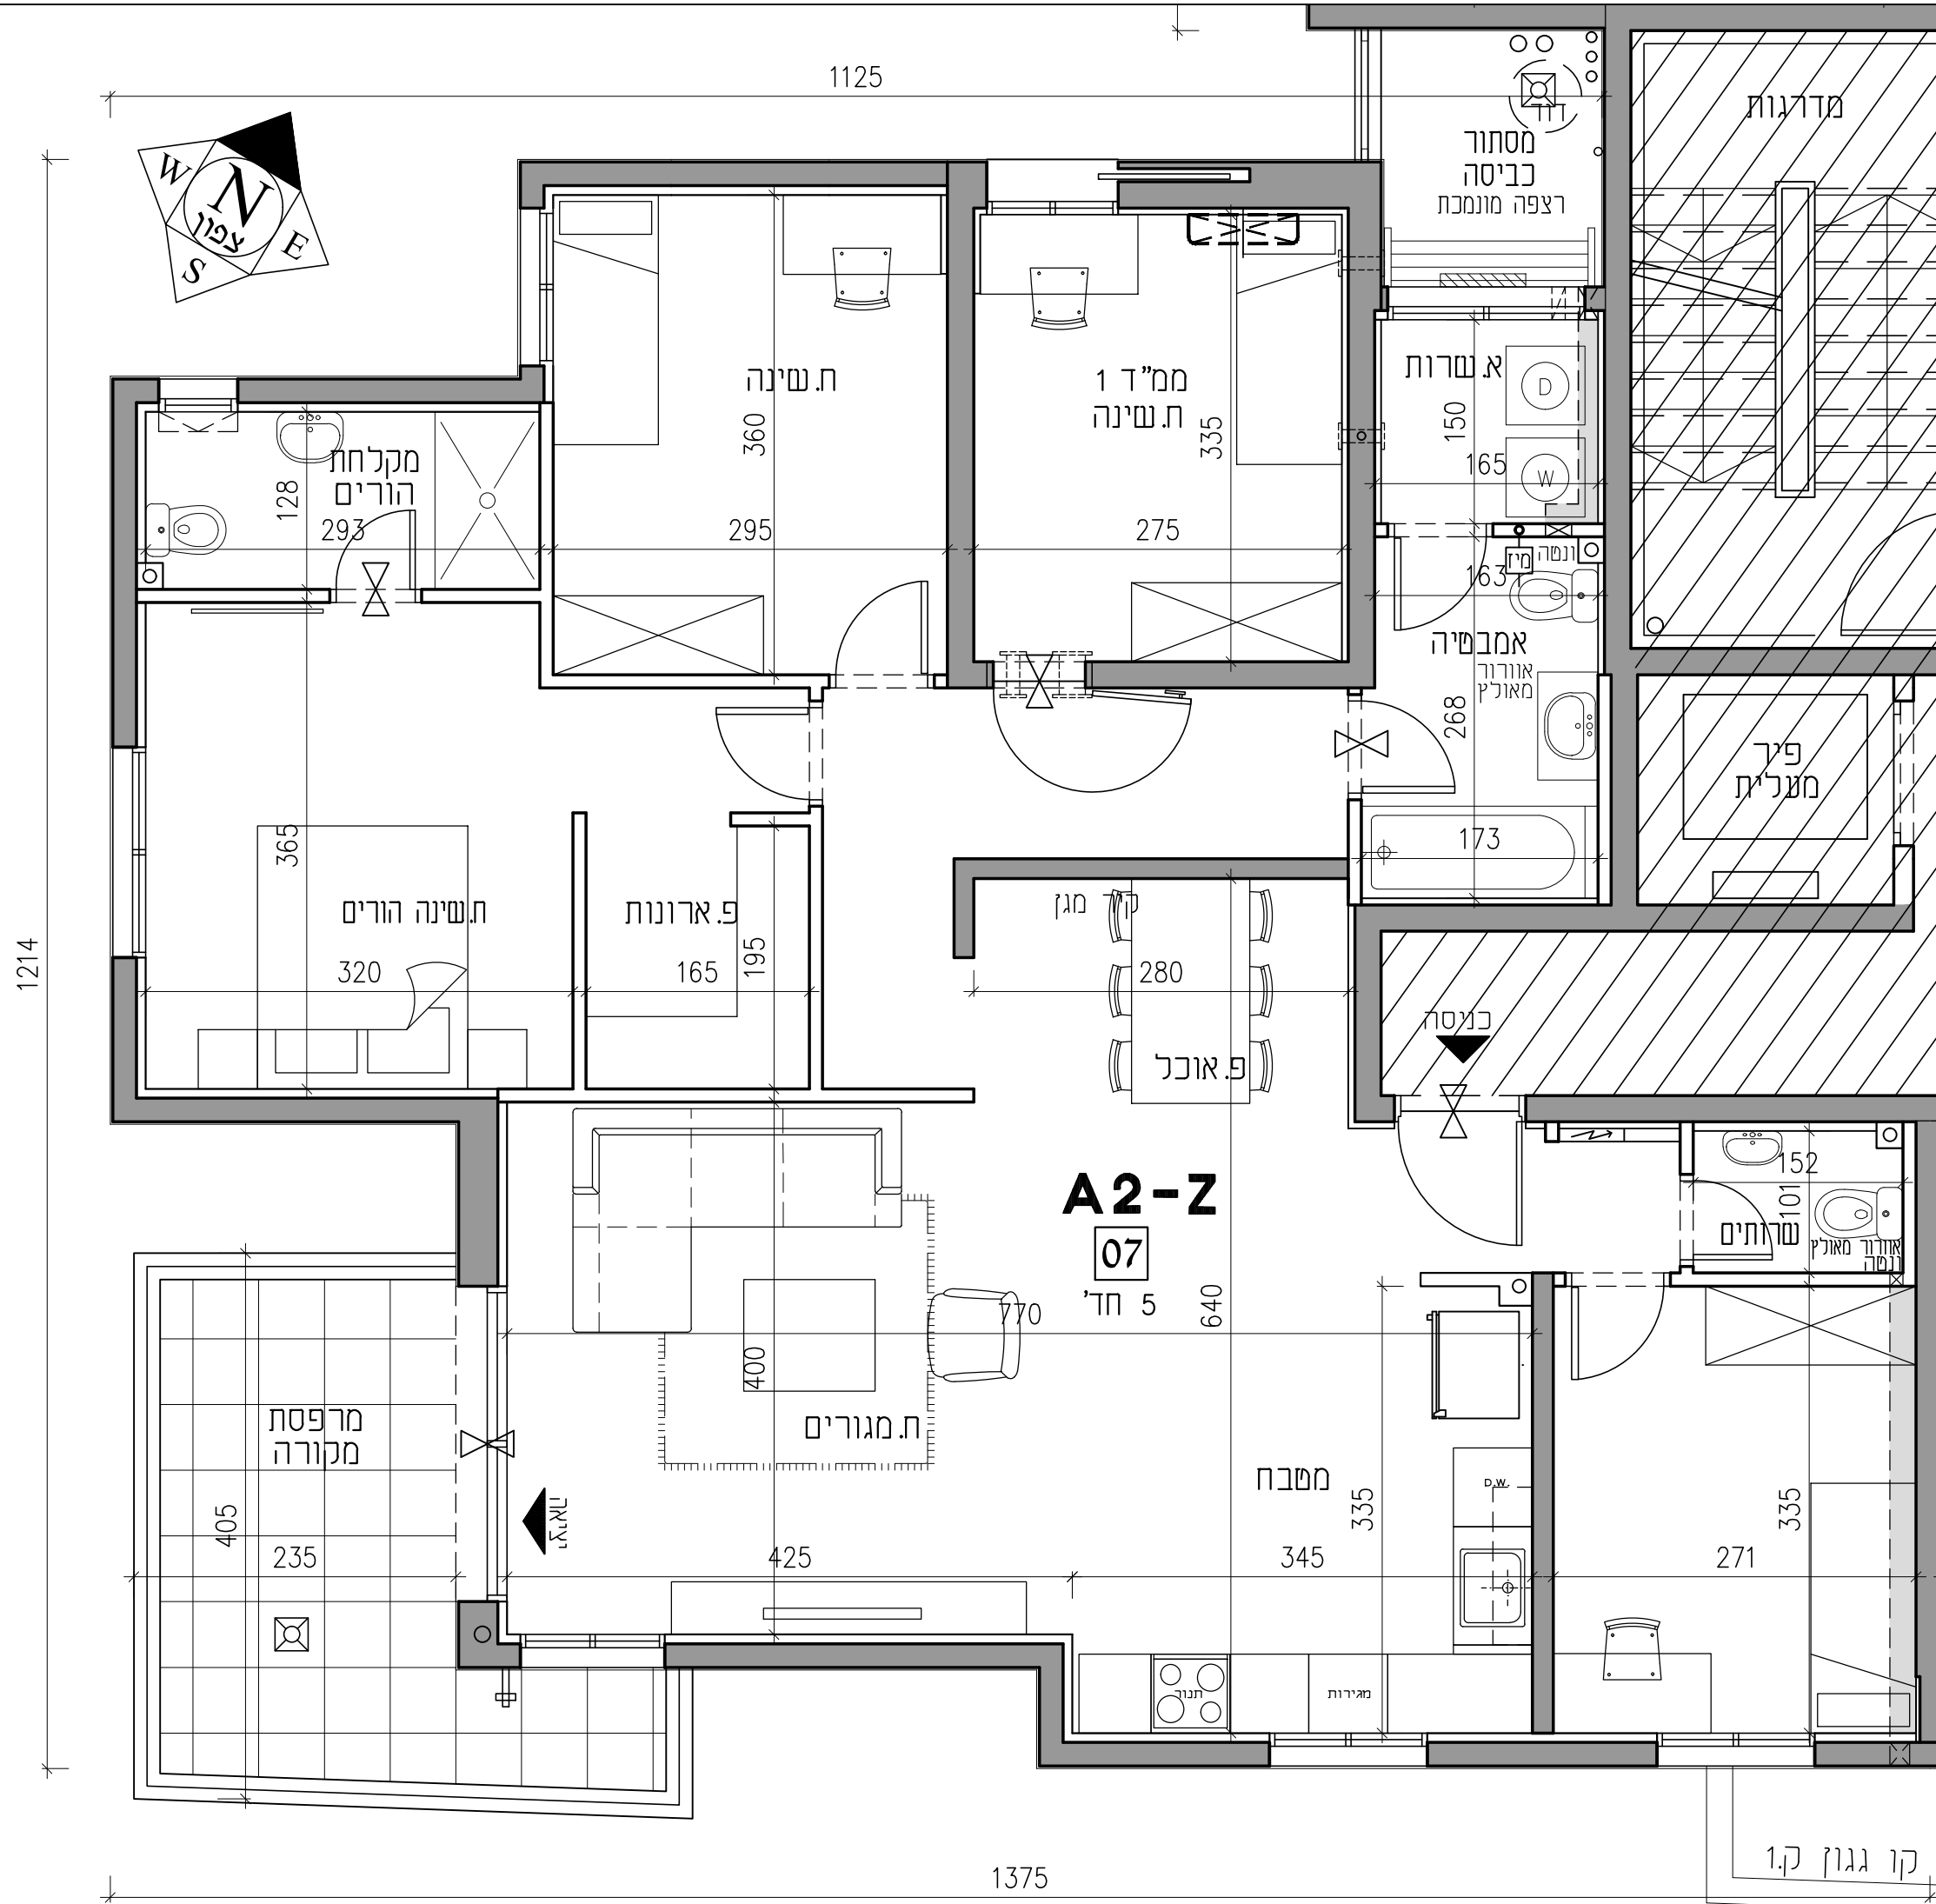 1125
מדרגות
דוד
מסתור
כביסה
רצפה מונמכת
W
N
צפון
E
S
ח.שינה
ממ"ד 1
ח.שינה
א.שרות
D
W
360
335
150
165
מקלחת
הורים
128
293
295
275
163
מיז
ונטה
אמבטיה
אוורור
מאולץ
268
פיר
מעלית
173
365
ח.שינה הורים
פ.ארונות
195
320
165
קיר מגן
280
פ.אוכל
כניסה
1214
A2-Z
07
5 חד'
152
101
שרותים
אוורור מאולץ
ונטה
770
640
400
ח.מגורים
מרפסת
מקורה
405
235
יציאה
425
מטבח
D.W.
335
345
335
271
תנור
מגירות
קו גגון ק.1
1375